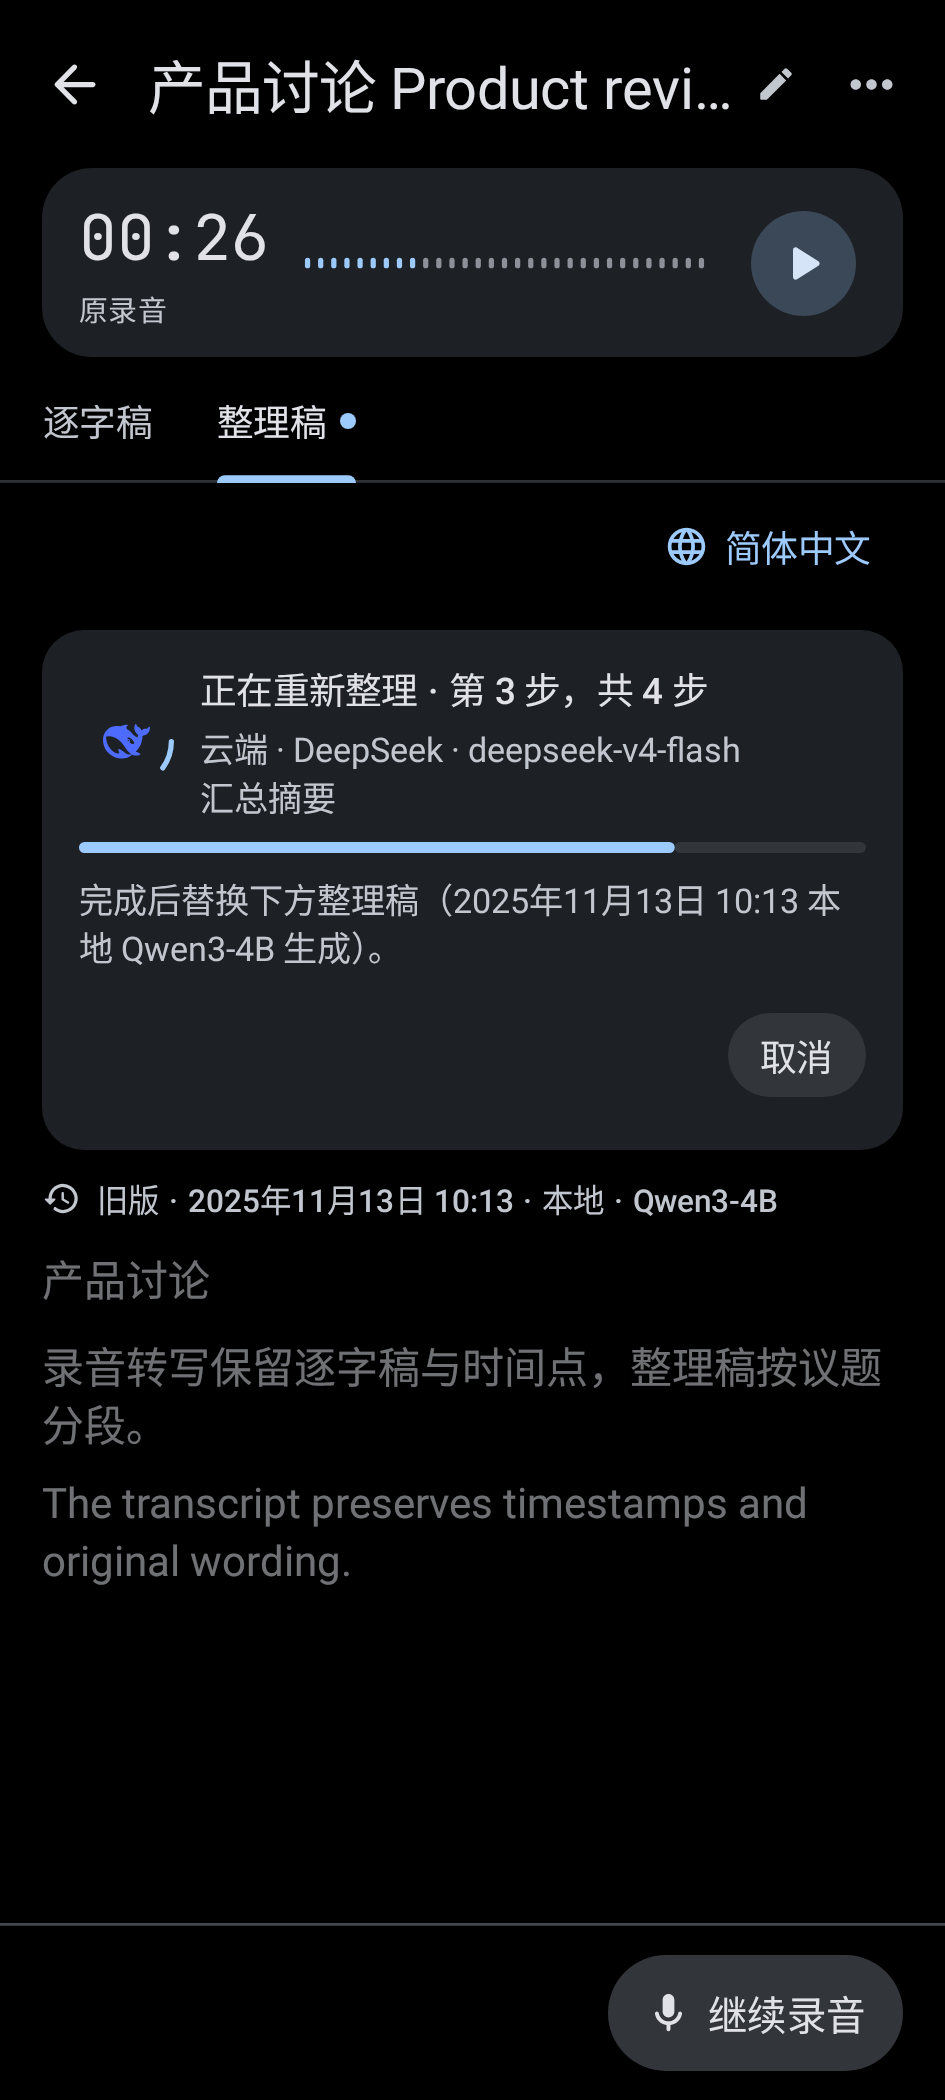 产品讨论 Product revi...
00:26
原录音
逐字稿
整理稿
简体中文
正在重新整理 · 第 3 步，共 4 步
云端 · DeepSeek · deepseek-v4-flash
汇总摘要
完成后替换下方整理稿（2025年11月13日 10:13 本
地 Qwen3-4B 生成）。
取消
旧版 · 2025年11月13日 10:13 · 本地 · Qwen3-4B
产品讨论
录音转写保留逐字稿与时间点，整理稿按议题
分段。
The transcript preserves timestamps and
original wording.
继续录音